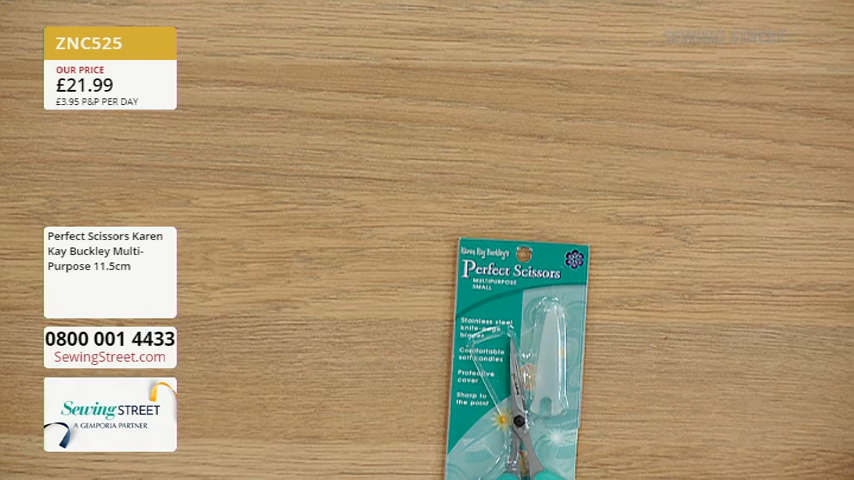 ZNC525
OUR PRICE
£21.99
£3.95 P&P PER DAY
Perfect Scissors Karen
Kay Buckley Multi-
Purpose 11.5cm
0800 001 4433
SewingStreet.com
Sewing STREET
A GEMPORIA PARTNER
Karen Kay Buckley's
Perfect Scissors
MULTIPURPOSE
SMALL
Stainless steel
knife-edge
blades
Comfortable
soft handles
Protective
cover
Sharp to
the point